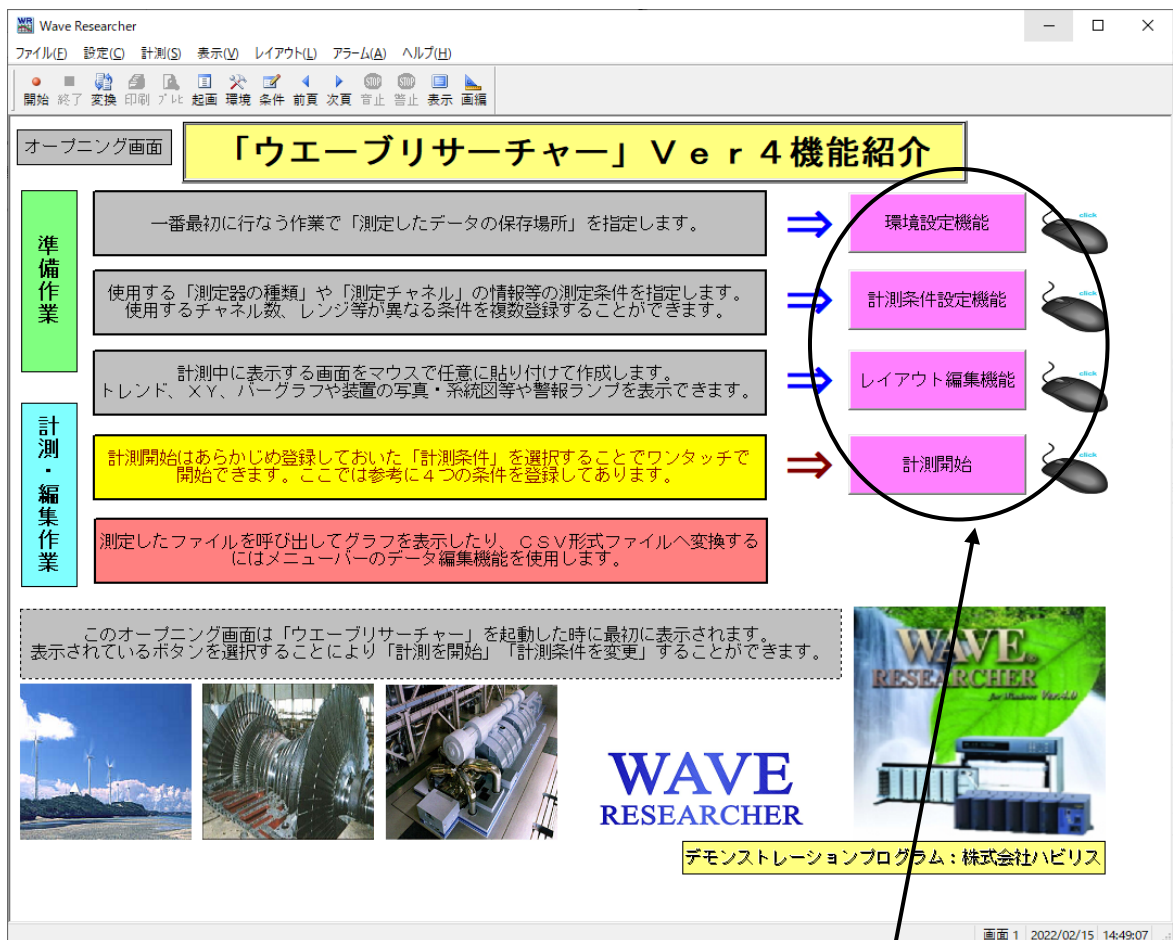 Wave Researcher
ファイル(F) 設定(C) 計測(S) 表示(V) レイアウト(L) アラーム(A) ヘルプ(H)
開始 終了 変換 印刷 プレビ 起画 環境 条件 前頁 次頁 音止 警止 表示 画編
オープニング画面
「ウエーブリサーチャー」Ver4機能紹介
準備作業
一番最初に行なう作業で「測定したデータの保存場所」を指定します。
⇒
環境設定機能
click
使用する「測定器の種類」や「測定チャネル」の情報等の測定条件を指定します。
使用するチャネル数、レンジ等が異なる条件を複数登録することができます。
⇒
計測条件設定機能
click
計測中に表示する画面をマウスで任意に貼り付けて作成します。
トレンド、XY、バーグラフや装置の写真・系統図等や警報ランプを表示できます。
⇒
レイアウト編集機能
click
計測・編集作業
計測開始はあらかじめ登録しておいた「計測条件」を選択することでワンタッチで
開始できます。ここでは参考に4つの条件を登録してあります。
⇒
計測開始
click
測定したファイルを呼び出してグラフを表示したり、CSV形式ファイルへ変換する
にはメニューバーのデータ編集機能を使用します。
このオープニング画面は「ウエーブリサーチャー」を起動した時に最初に表示されます。
表示されているボタンを選択することにより「計測を開始」「計測条件を変更」することができます。
WAVE
RESEARCHER
for Windows Ver4.0
WAVE
RESEARCHER
デモンストレーションプログラム：株式会社ハビリス
画面 1 2022/02/15 14:49:07